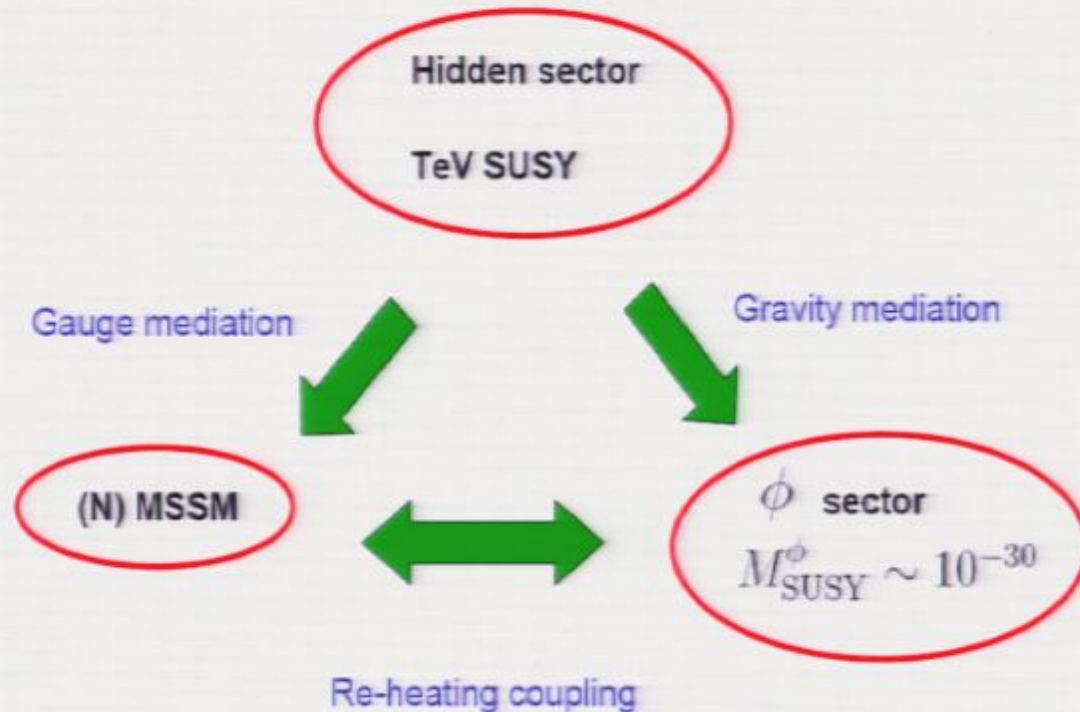 Hidden sector
TeV SUSY
Gauge mediation
Gravity mediation
(N) MSSM
ϕ sector
M^ϕ_SUSY ∼ 10^−30
Re-heating coupling